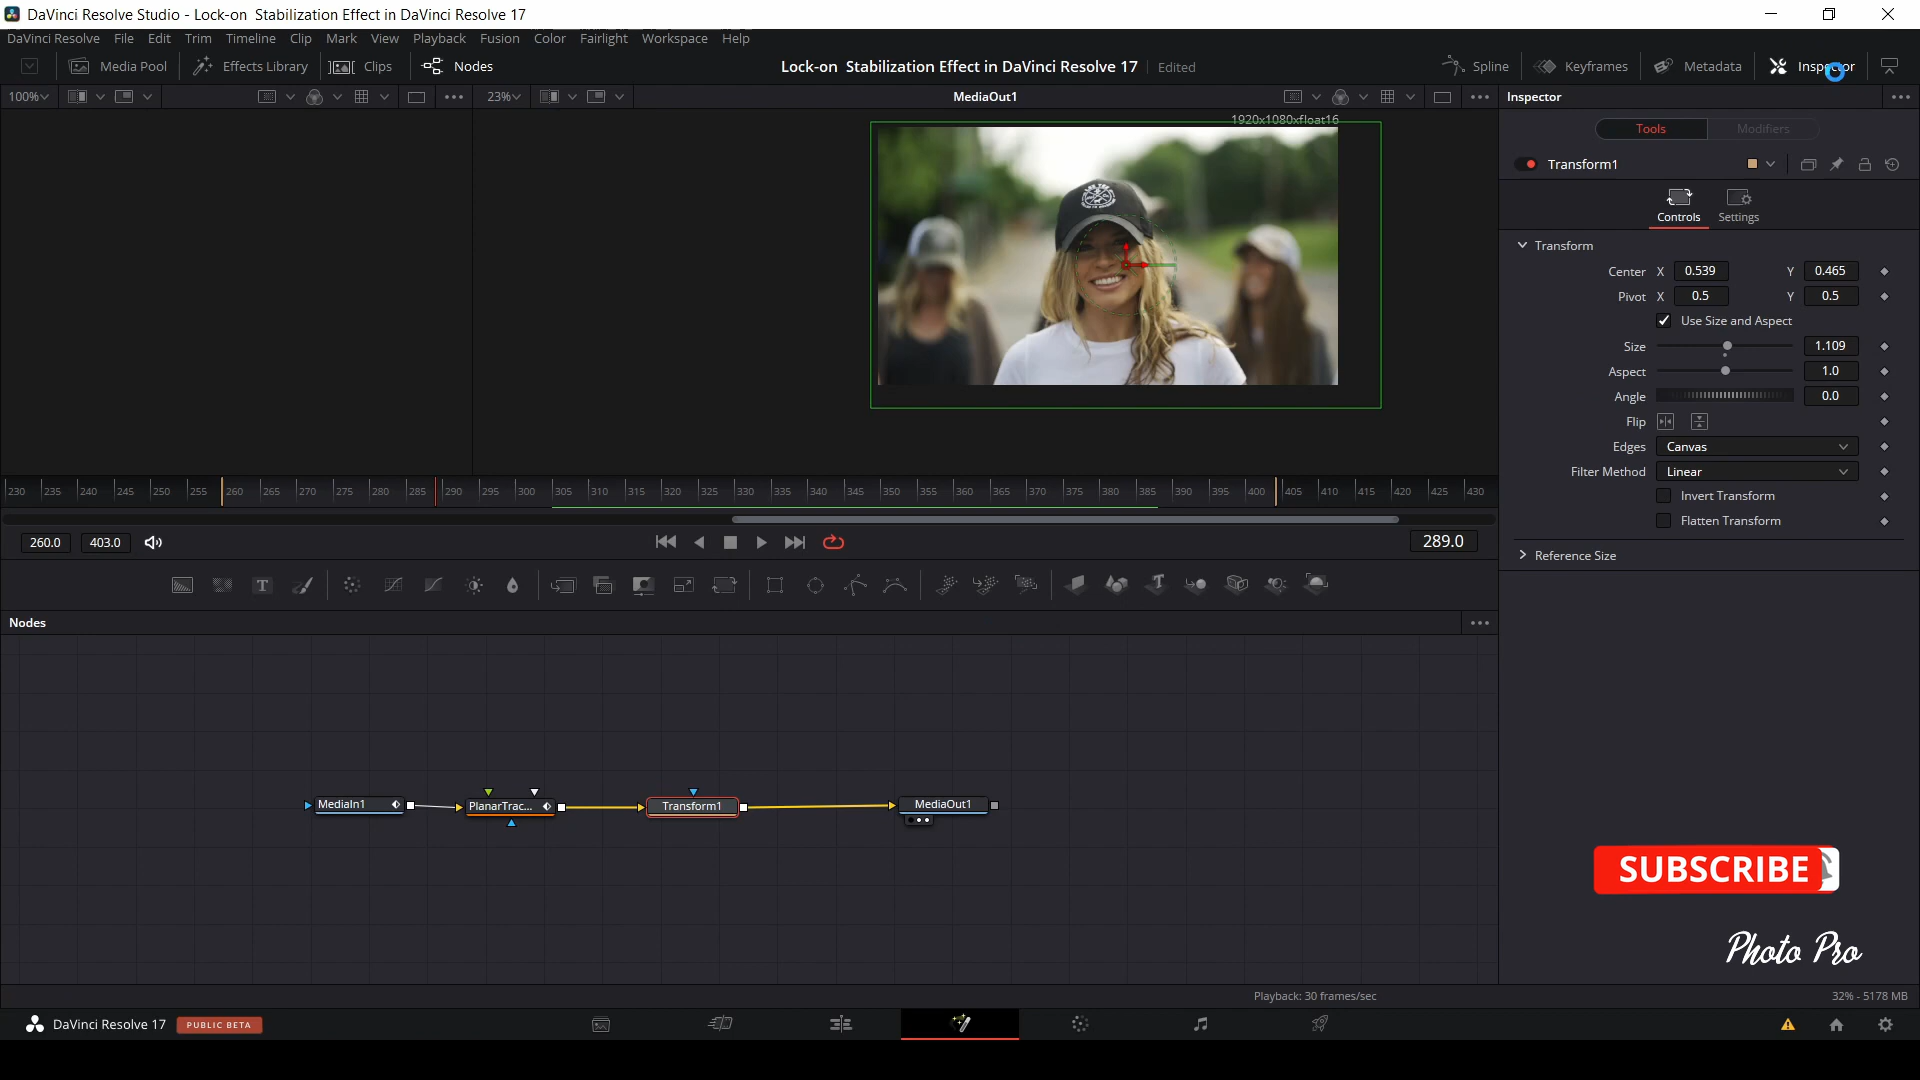 DaVinci Resolve Studio - Lock-on  Stabilization Effect in DaVinci Resolve 17
DaVinci Resolve File Edit Trim Timeline Clip Mark View Playback Fusion Color Fairlight Workspace Help
Media Pool Effects Library Clips Nodes Lock-on  Stabilization Effect in DaVinci Resolve 17 Edited Spline Keyframes Metadata Inspector
100% 23% MediaOut1 Inspector
1920x1080xfloat16
Tools Modifiers
Transform1
Controls Settings
Transform
Center X 0.539 Y 0.465
Pivot X 0.5 Y 0.5
Use Size and Aspect
Size 1.109
Aspect 1.0
Angle 0.0
Flip
Edges Canvas
Filter Method Linear
Invert Transform
Flatten Transform
Reference Size
230 235 240 245 250 255 260 265 270 275 280 285 290 295 300 305 310 315 320 325 330 335 340 345 350 355 360 365 370 375 380 385 390 395 400 405 410 415 420 425 430
260.0 403.0 289.0
T
Nodes
MediaIn1 PlanarTrac... Transform1 MediaOut1
SUBSCRIBE
Photo Pro
Playback: 30 frames/sec 32% - 5178 MB
DaVinci Resolve 17 PUBLIC BETA